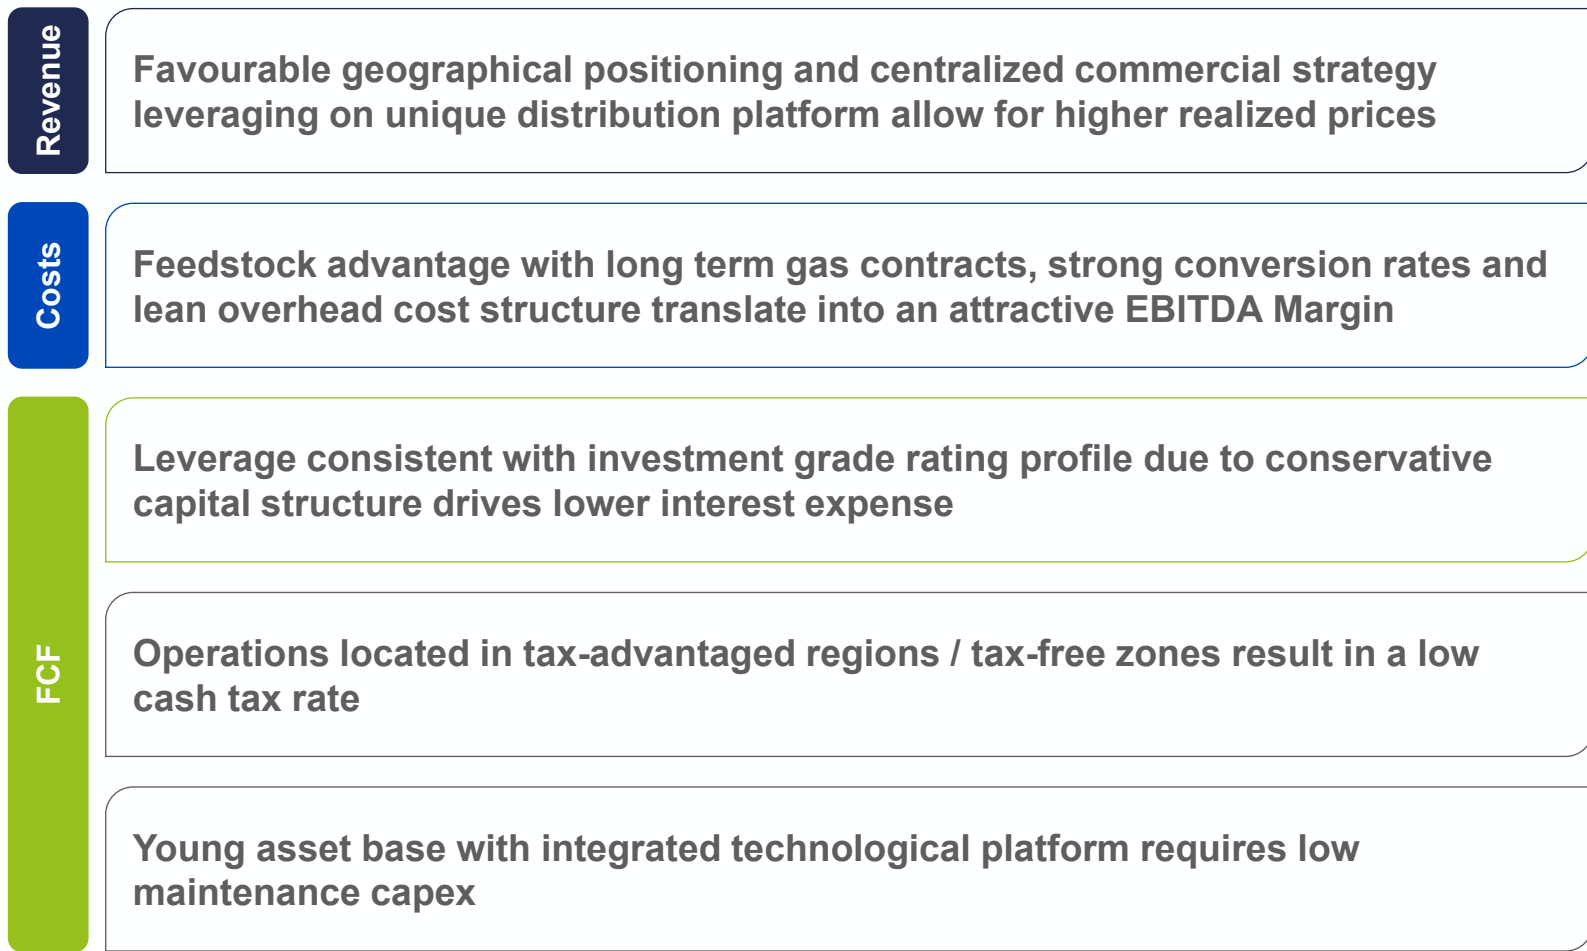 Revenue
Favourable geographical positioning and centralized commercial strategy
leveraging on unique distribution platform allow for higher realized prices
Costs
Feedstock advantage with long term gas contracts, strong conversion rates and
lean overhead cost structure translate into an attractive EBITDA Margin
FCF
Leverage consistent with investment grade rating profile due to conservative
capital structure drives lower interest expense
Operations located in tax-advantaged regions / tax-free zones result in a low
cash tax rate
Young asset base with integrated technological platform requires low
maintenance capex